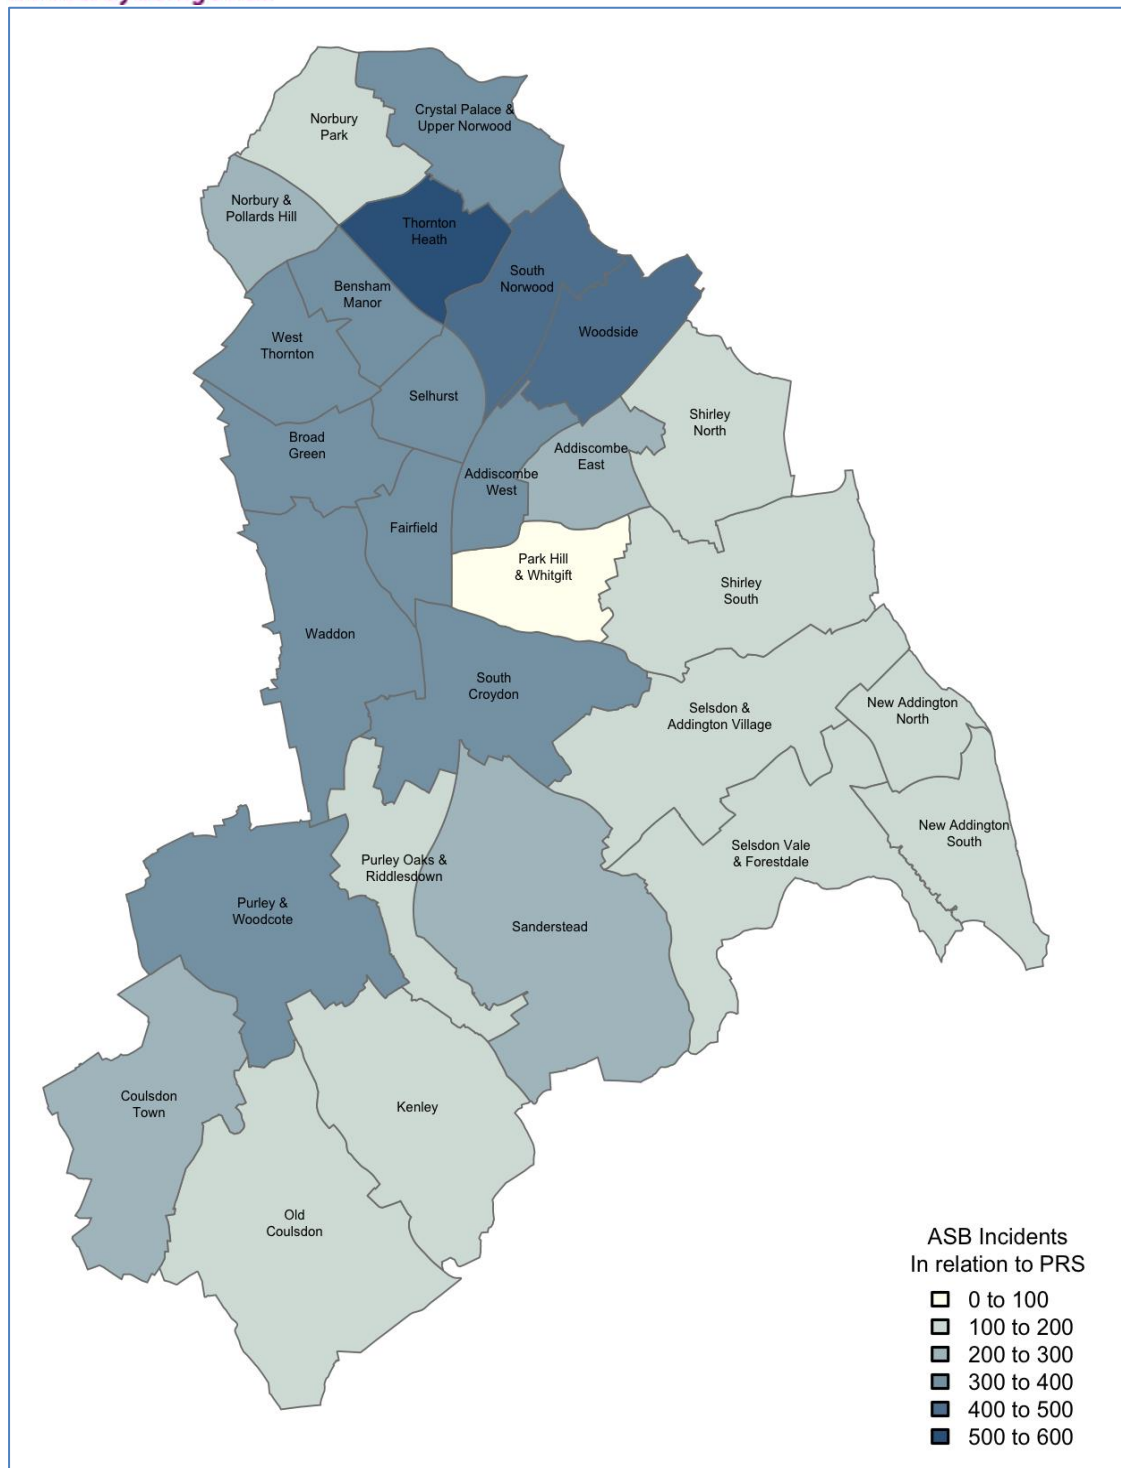 Norbury
Park
Crystal Palace &
Upper Norwood
Norbury &
Pollards Hill
Thornton
Heath
South
Norwood
Bensham
Manor
Woodside
West
Thornton
Selhurst
Shirley
North
Broad
Green
Addiscombe
East
Addiscombe
West
Fairfield
Park Hill
& Whitgift
Shirley
South
Waddon
South
Croydon
Selsdon &
Addington Village
New Addington
North
New Addington
South
Selsdon Vale
& Forestdale
Purley Oaks &
Riddlesdown
Purley &
Woodcote
Sanderstead
Coulsdon
Town
Kenley
Old
Coulsdon
ASB Incidents
In relation to PRS
0 to 100
100 to 200
200 to 300
300 to 400
400 to 500
500 to 600